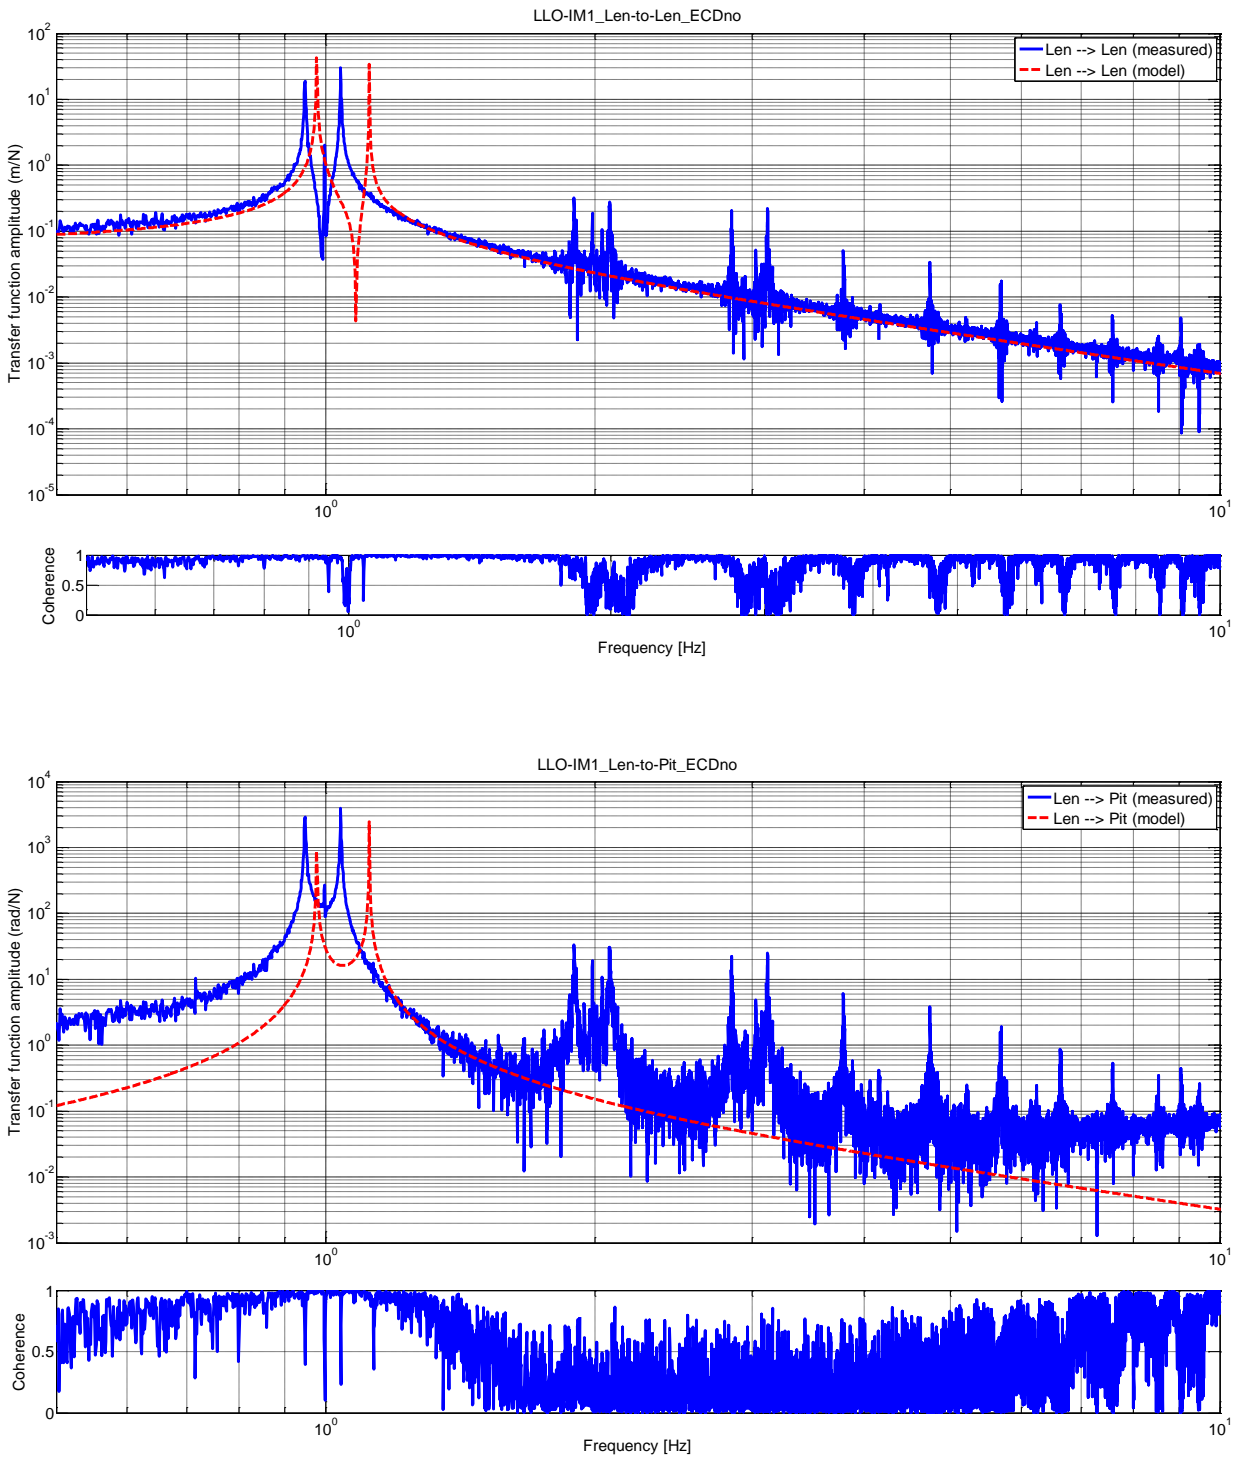 LLO-IM1_Len-to-Len_ECDno
Len --> Len (measured)
Len --> Len (model)
Transfer function amplitude (m/N)
10^2
10^1
10^0
10^-1
10^-2
10^-3
10^-4
10^-5
10^0
10^1
Coherence
1
0.5
0
10^0
10^1
Frequency [Hz]
LLO-IM1_Len-to-Pit_ECDno
Len --> Pit (measured)
Len --> Pit (model)
Transfer function amplitude (rad/N)
10^4
10^3
10^2
10^1
10^0
10^-1
10^-2
10^-3
10^0
10^1
Coherence
1
0.5
0
10^0
10^1
Frequency [Hz]